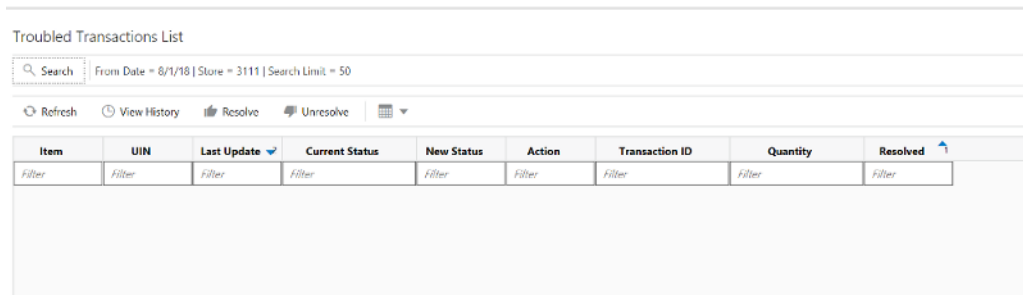 Troubled Transactions List
Search From Date = 8/1/18 | Store = 3111 | Search Limit = 50
Refresh View History Resolve Unresolve
Item UIN Last Update Current Status New Status Action Transaction ID Quantity Resolved 1
Filter Filter Filter Filter Filter Filter Filter Filter Filter